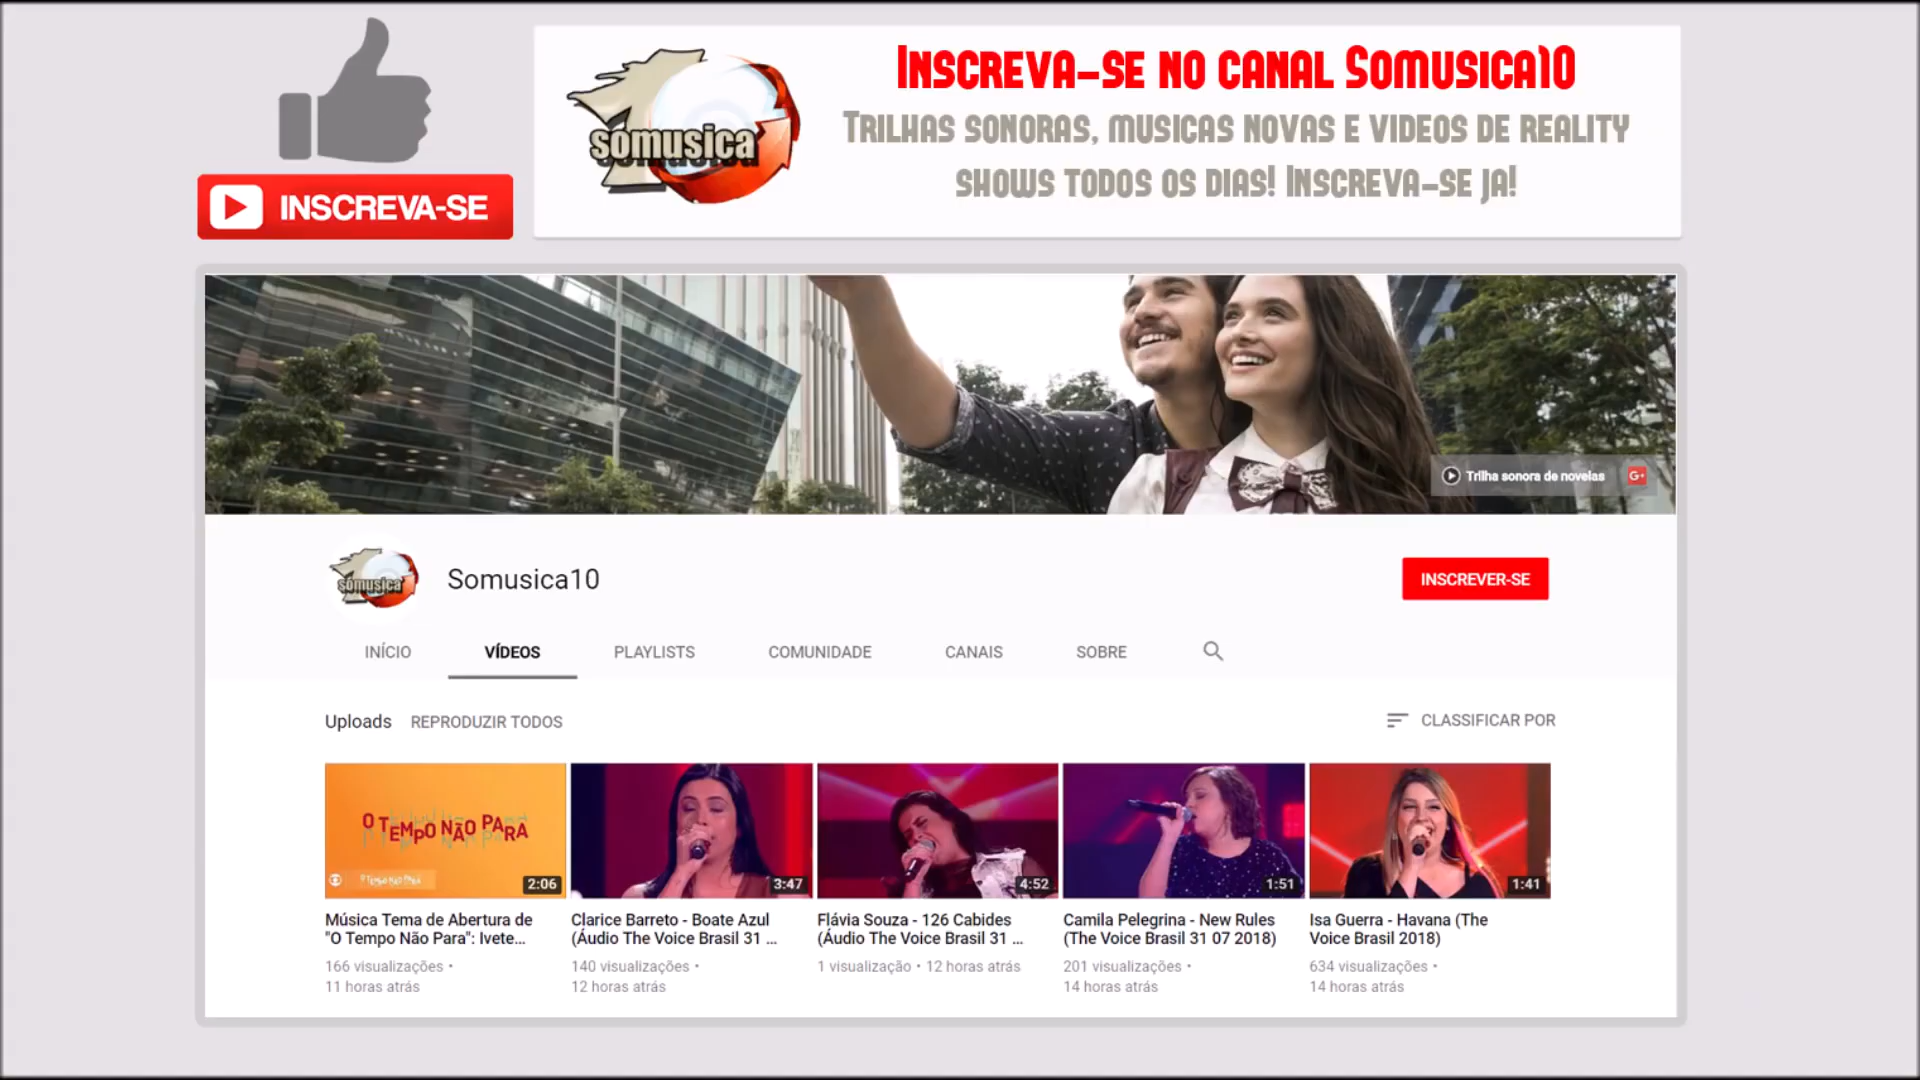 INSCREVA-SE NO CANAL SOMUSICA10
TRILHAS SONORAS, MUSICAS NOVAS E VIDEOS DE REALITY
SHOWS TODOS OS DIAS! INSCREVA-SE JA!
somusica
INSCREVA-SE
Trilha sonora de novelas
G+
somusica
Somusica10
INSCREVER-SE
INÍCIO VÍDEOS PLAYLISTS COMUNIDADE CANAIS SOBRE
Uploads REPRODUZIR TODOS
CLASSIFICAR POR
O TEMPO NÃO PARA
O TEMPO NÃO PARA
2:06
3:47
4:52
1:51
1:41
Música Tema de Abertura de
"O Tempo Não Para": Ivete...
166 visualizações •
11 horas atrás
Clarice Barreto - Boate Azul
(Áudio The Voice Brasil 31 ...
140 visualizações •
12 horas atrás
Flávia Souza - 126 Cabides
(Áudio The Voice Brasil 31 ...
1 visualização • 12 horas atrás
Camila Pelegrina - New Rules
(The Voice Brasil 31 07 2018)
201 visualizações •
14 horas atrás
Isa Guerra - Havana (The
Voice Brasil 2018)
634 visualizações •
14 horas atrás